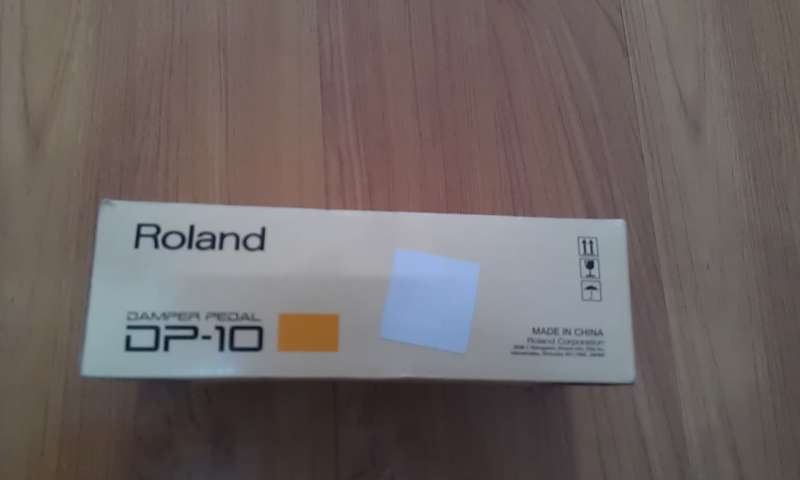 Roland
DAMPER PEDAL
DP-10
MADE IN CHINA
Roland Corporation